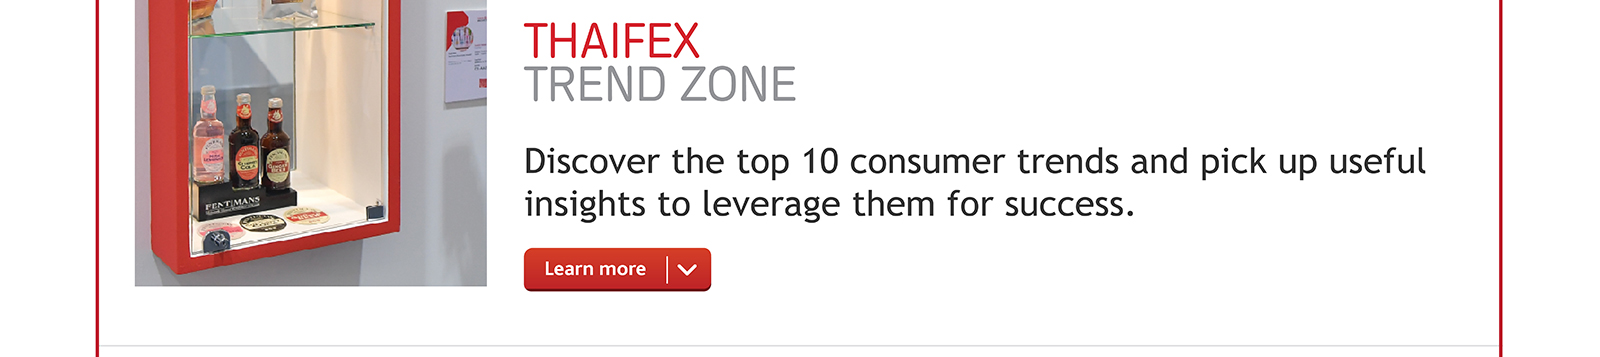 THAIFEX
TREND ZONE
Discover the top 10 consumer trends and pick up useful
insights to leverage them for success.
Learn more
FENTIMANS